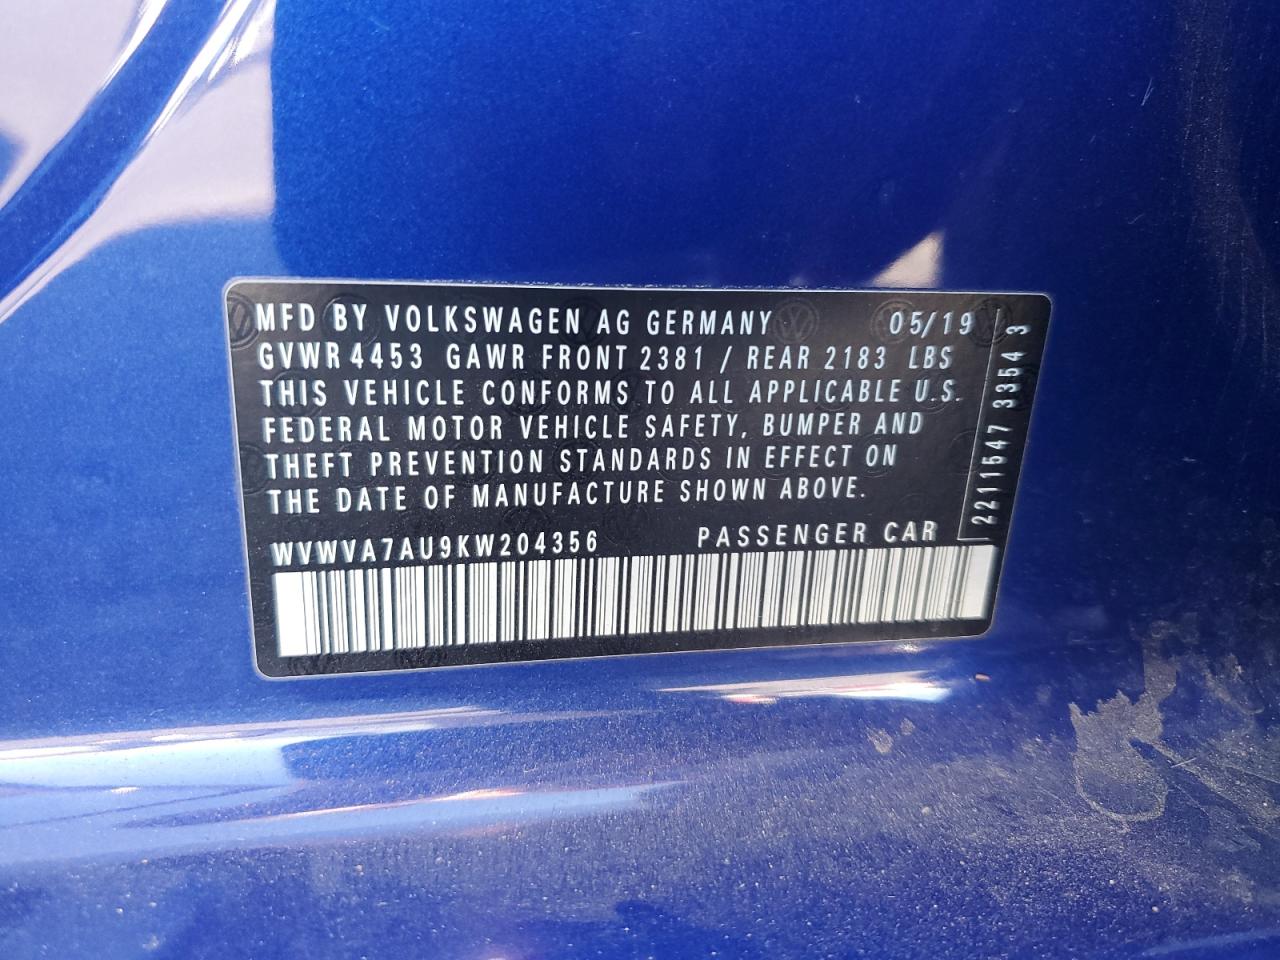 MFD BY VOLKSWAGEN AG GERMANY 05/19
GVWR 4453 GAWR FRONT 2381 / REAR 2183 LBS
THIS VEHICLE CONFORMS TO ALL APPLICABLE U.S.
FEDERAL MOTOR VEHICLE SAFETY, BUMPER AND
THEFT PREVENTION STANDARDS IN EFFECT ON
THE DATE OF MANUFACTURE SHOWN ABOVE.
WVWVA7AU9KW204356 PASSENGER CAR
2211547 3354 3